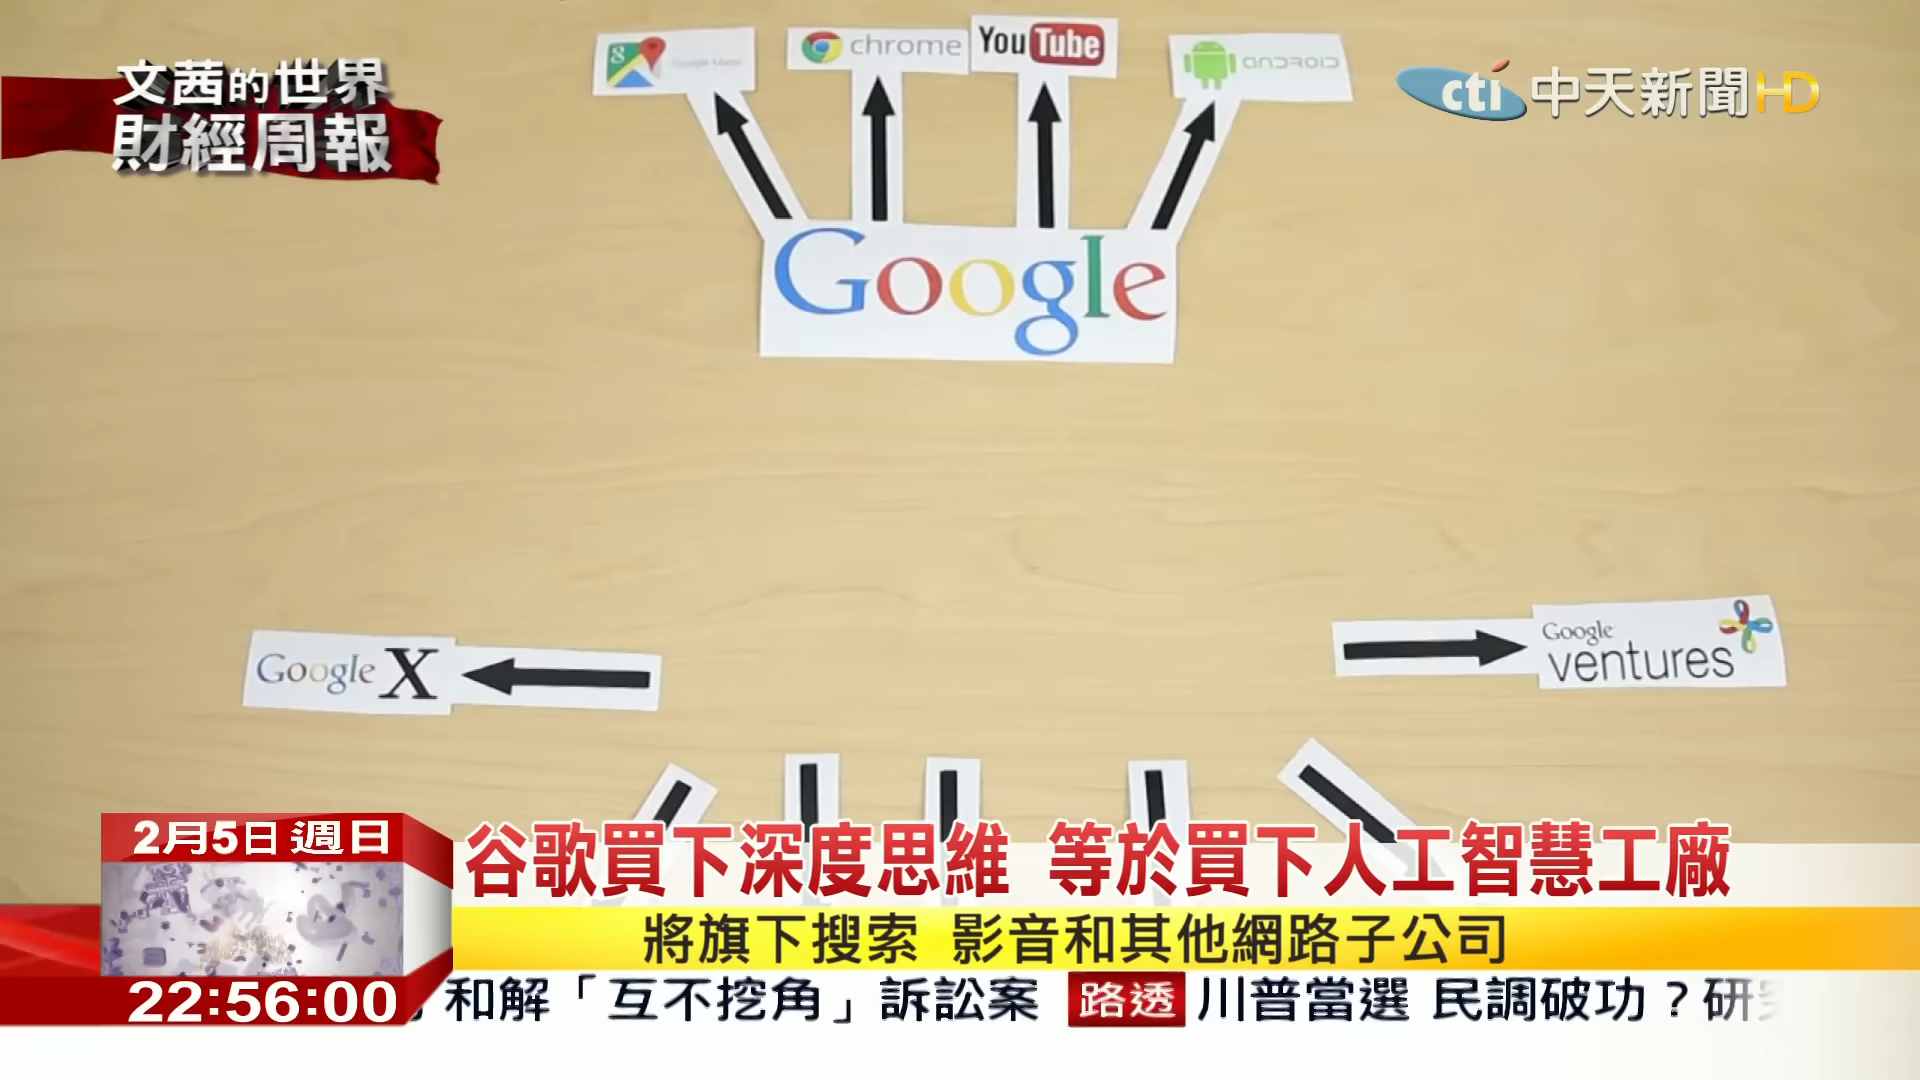 文茜的世界
財經周報
cti 中天新聞HD
Google Maps
chrome
YouTube
ANDROID
Google
Google X
Google
ventures
2月5日 週日
谷歌買下深度思維 等於買下人工智慧工廠
將旗下搜索 影音和其他網路子公司
22:56:00
和解「互不挖角」訴訟案 路透 川普當選 民調破功？研